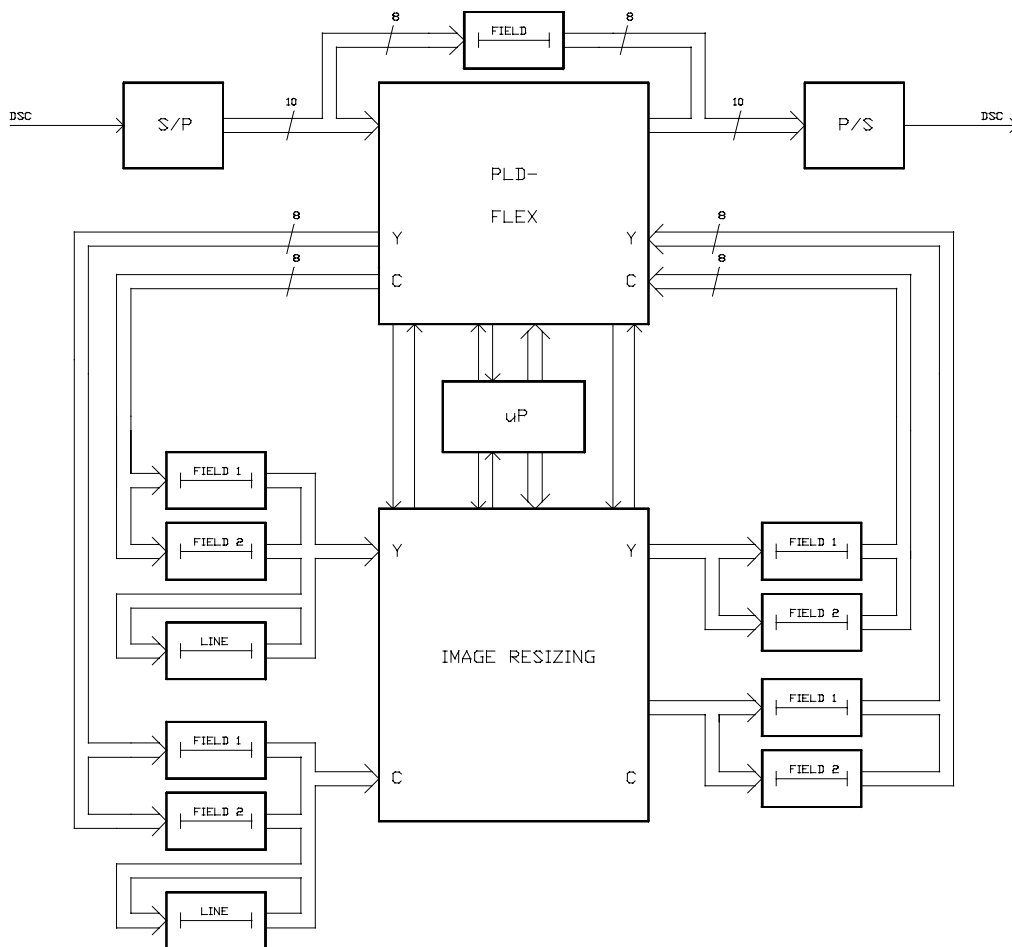 8
FIELD
8
DSC
S/P
10
10
P/S
DSC
PLD-
FLEX
8
Y
Y
8
8
C
C
8
uP
FIELD 1
FIELD 2
Y
Y
FIELD 1
FIELD 2
LINE
IMAGE RESIZING
FIELD 1
FIELD 1
C
C
FIELD 2
FIELD 2
LINE